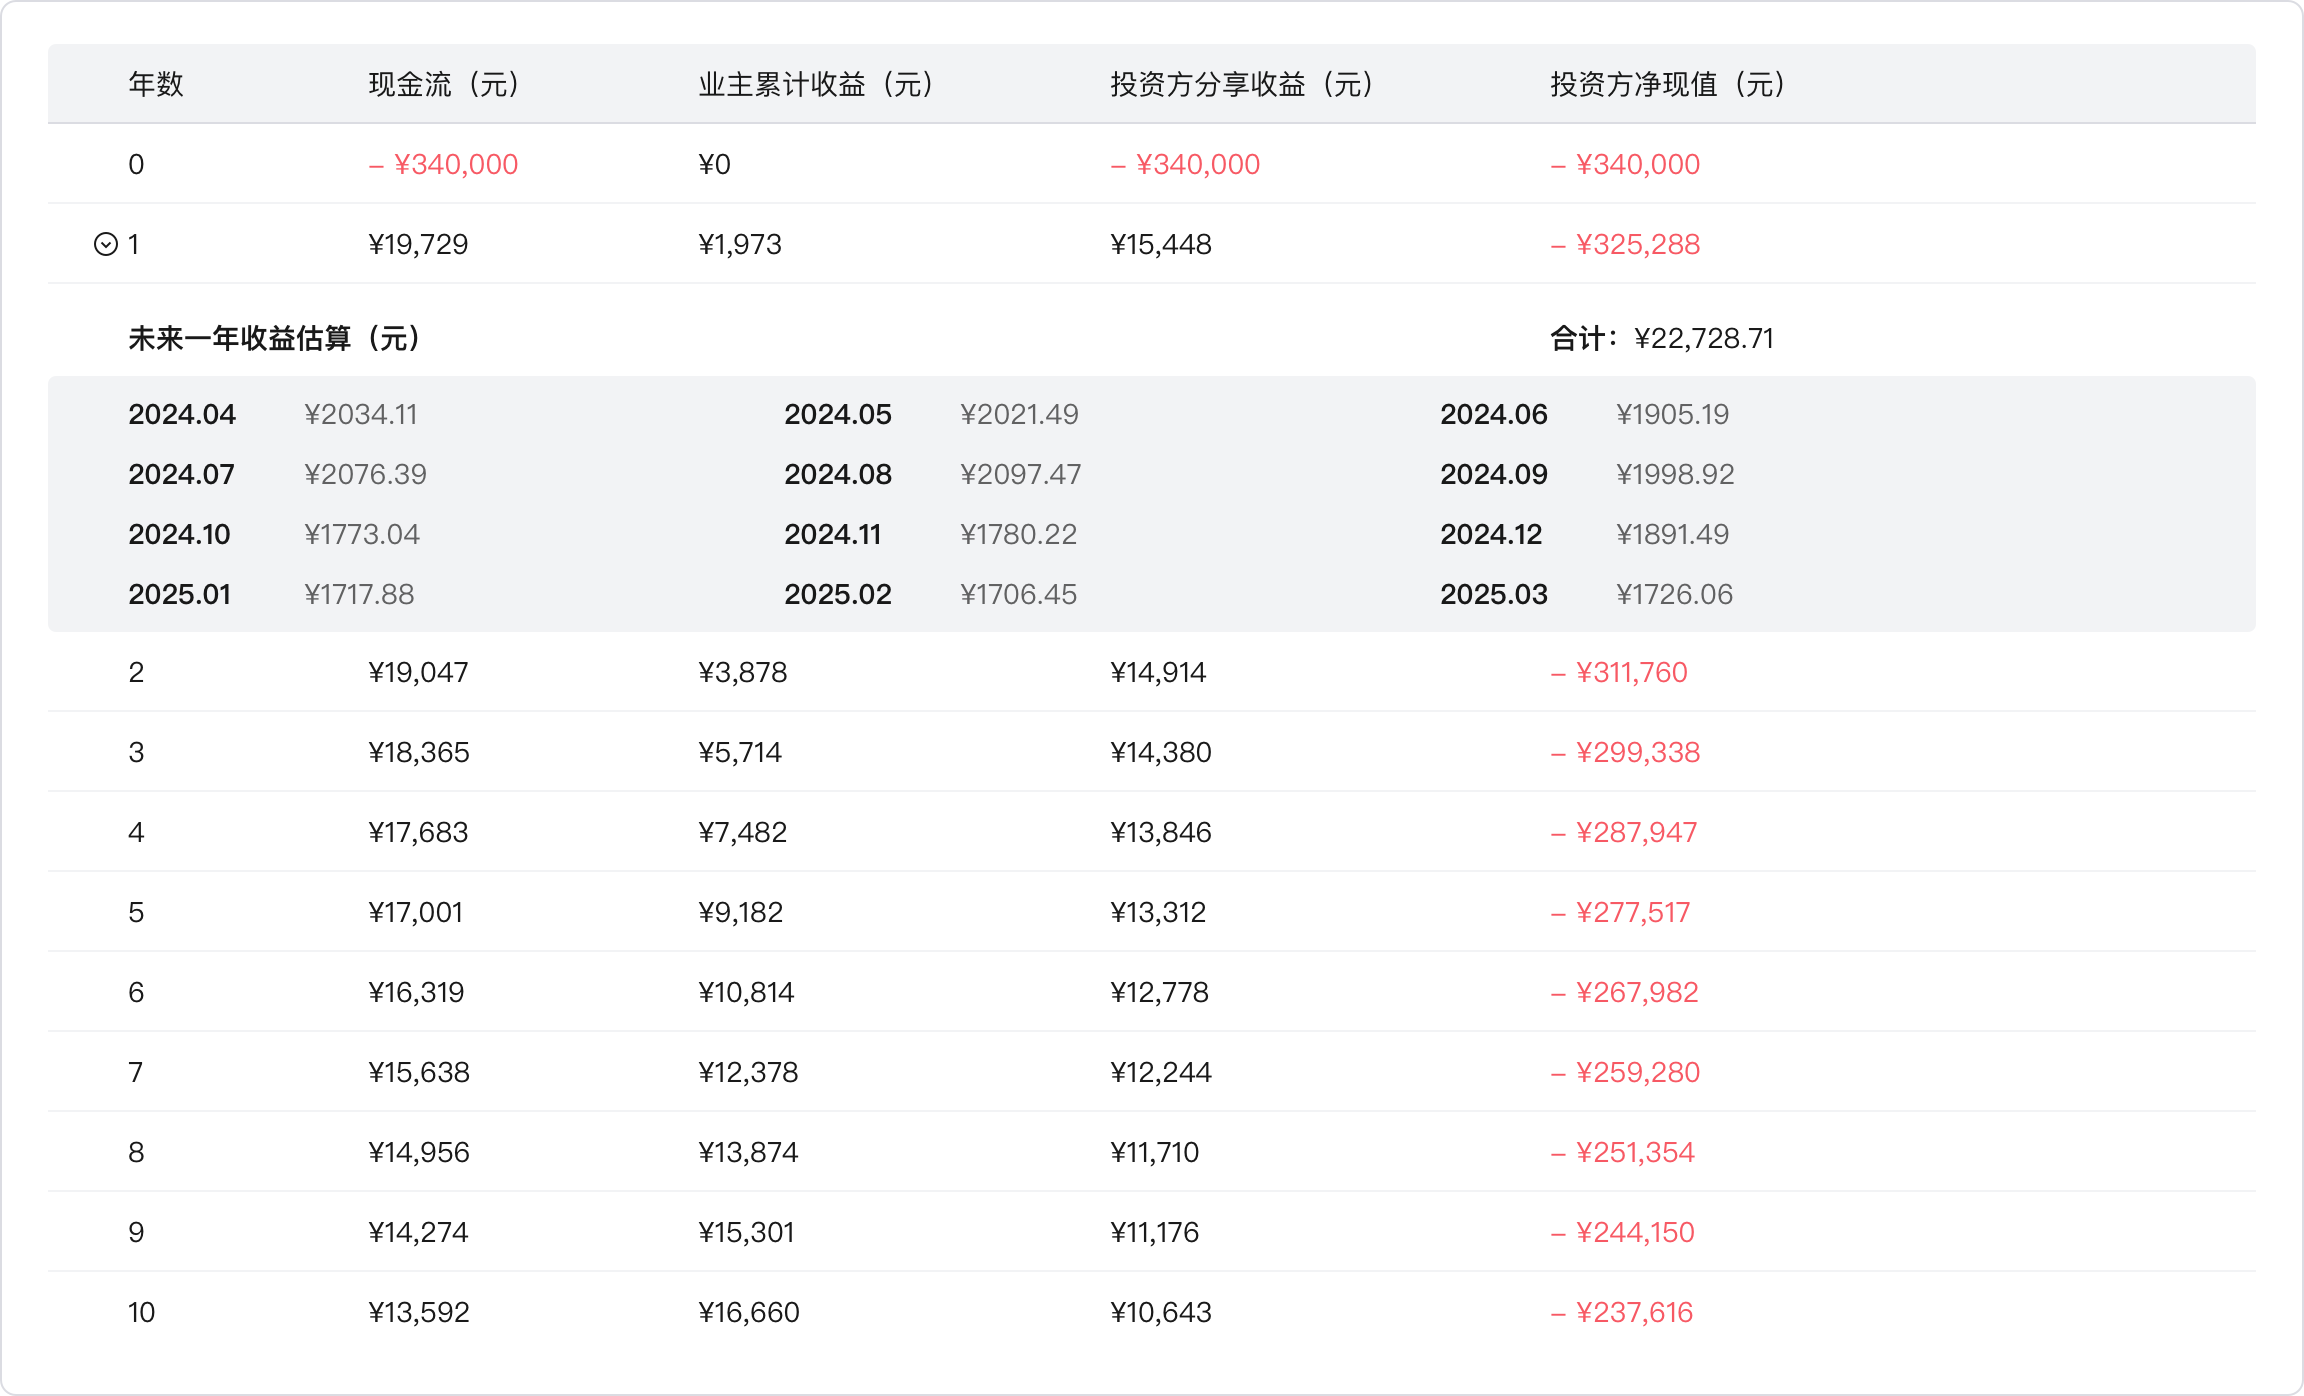 年数 现金流（元） 业主累计收益（元） 投资方分享收益（元） 投资方净现值（元）
0 – ¥340,000 ¥0 – ¥340,000 – ¥340,000
1 ¥19,729 ¥1,973 ¥15,448 – ¥325,288
未来一年收益估算（元） 合计：¥22,728.71
2024.04 ¥2034.11 2024.05 ¥2021.49 2024.06 ¥1905.19
2024.07 ¥2076.39 2024.08 ¥2097.47 2024.09 ¥1998.92
2024.10 ¥1773.04 2024.11 ¥1780.22 2024.12 ¥1891.49
2025.01 ¥1717.88 2025.02 ¥1706.45 2025.03 ¥1726.06
2 ¥19,047 ¥3,878 ¥14,914 – ¥311,760
3 ¥18,365 ¥5,714 ¥14,380 – ¥299,338
4 ¥17,683 ¥7,482 ¥13,846 – ¥287,947
5 ¥17,001 ¥9,182 ¥13,312 – ¥277,517
6 ¥16,319 ¥10,814 ¥12,778 – ¥267,982
7 ¥15,638 ¥12,378 ¥12,244 – ¥259,280
8 ¥14,956 ¥13,874 ¥11,710 – ¥251,354
9 ¥14,274 ¥15,301 ¥11,176 – ¥244,150
10 ¥13,592 ¥16,660 ¥10,643 – ¥237,616